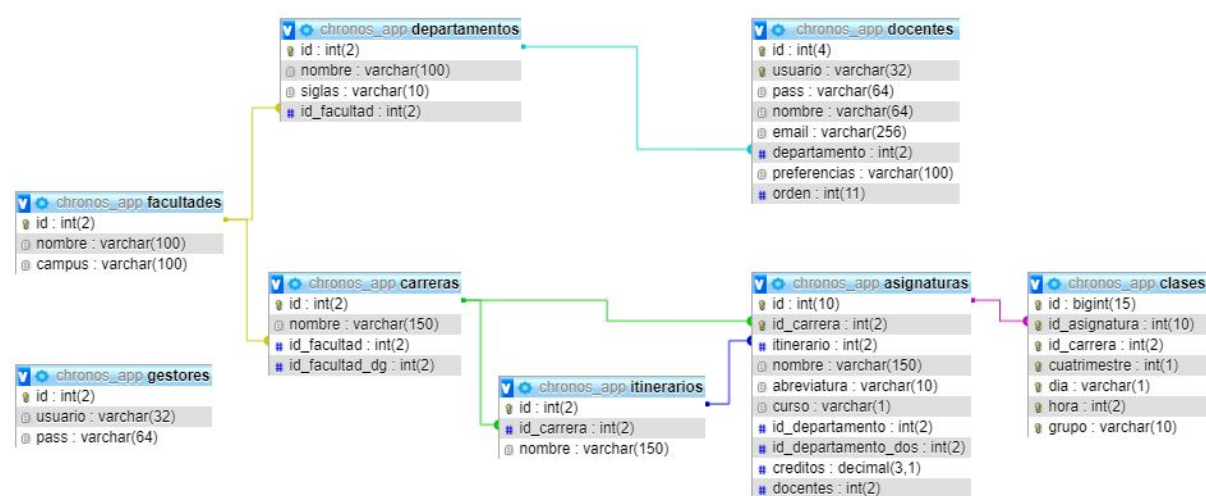 chronos_app departamentos
id : int(2)
nombre : varchar(100)
siglas : varchar(10)
id_facultad : int(2)
chronos_app docentes
id : int(4)
usuario : varchar(32)
pass : varchar(64)
nombre : varchar(64)
email : varchar(256)
departamento : int(2)
preferencias : varchar(100)
orden : int(11)
chronos_app facultades
id : int(2)
nombre : varchar(100)
campus : varchar(100)
chronos_app carreras
id : int(2)
nombre : varchar(150)
id_facultad : int(2)
id_facultad_dg : int(2)
chronos_app gestores
id : int(2)
usuario : varchar(32)
pass : varchar(64)
chronos_app itinerarios
id : int(2)
id_carrera : int(2)
nombre : varchar(150)
chronos_app asignaturas
id : int(10)
id_carrera : int(2)
itinerario : int(2)
nombre : varchar(150)
abreviatura : varchar(10)
curso : varchar(1)
id_departamento : int(2)
id_departamento_dos : int(2)
creditos : decimal(3,1)
docentes : int(2)
chronos_app clases
id : bigint(15)
id_asignatura : int(10)
id_carrera : int(2)
cuatrimestre : int(1)
dia : varchar(1)
hora : int(2)
grupo : varchar(10)